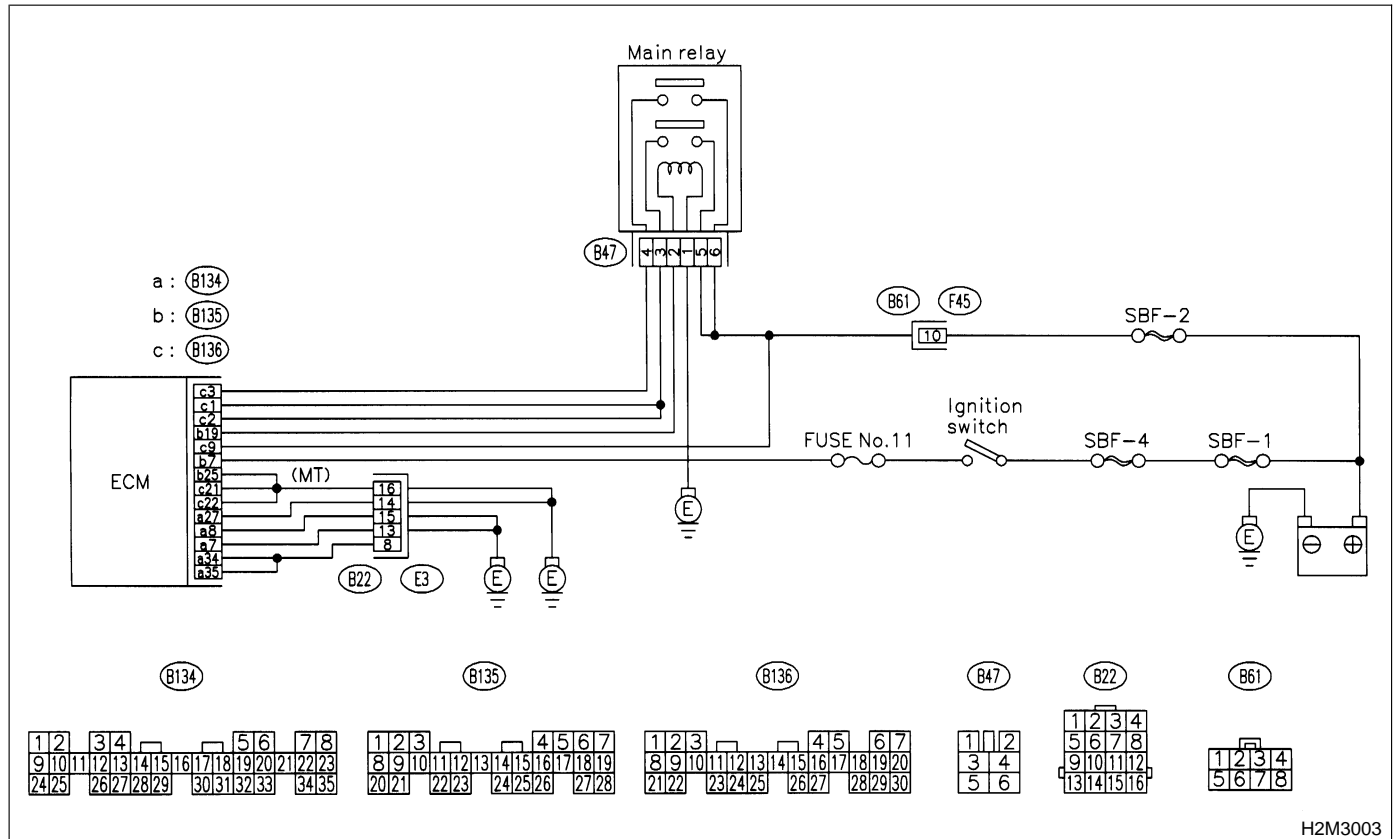 Main relay
B47
4 3 2 1 5 6
a : B134
b : B135
c : B136
B61 F45
10
SBF-2
ECM
c3
c1
c2
b19
c9
b7
b25
c21
c22
a27
a8
a7
a34
a35
(MT)
16
14
15
13
8
B22 E3
E E
E
FUSE No.11
Ignition
switch
SBF-4
SBF-1
E
⊖ ⊕
B134
1 2 3 4 5 6 7 8
9 10 11 12 13 14 15 16 17 18 19 20 21 22 23
24 25 26 27 28 29 30 31 32 33 34 35
B135
1 2 3 4 5 6 7
8 9 10 11 12 13 14 15 16 17 18 19
20 21 22 23 24 25 26 27 28
B136
1 2 3 4 5 6 7
8 9 10 11 12 13 14 15 16 17 18 19 20
21 22 23 24 25 26 27 28 29 30
B47
1 2
3 4
5 6
B22
1 2 3 4
5 6 7 8
9 10 11 12
13 14 15 16
B61
1 2 3 4
5 6 7 8
H2M3003